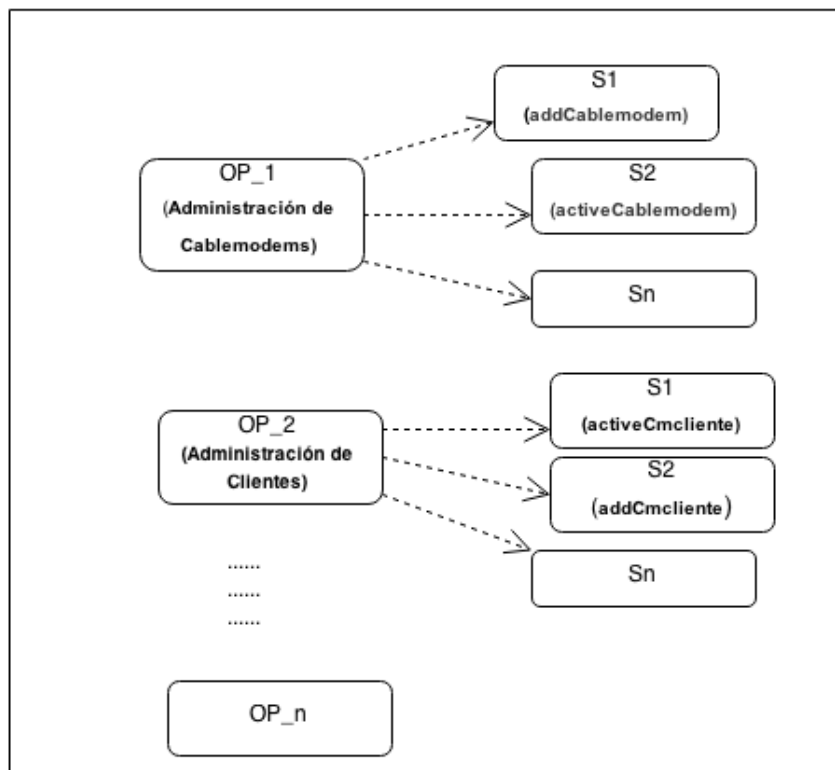 S1
(addCablemodem)
OP_1
(Administración de
Cablemodems)
S2
(activeCablemodem)
Sn
OP_2
(Administración de
Clientes)
S1
(activeCmcliente)
S2
(addCmcliente)
Sn
......
......
......
OP_n